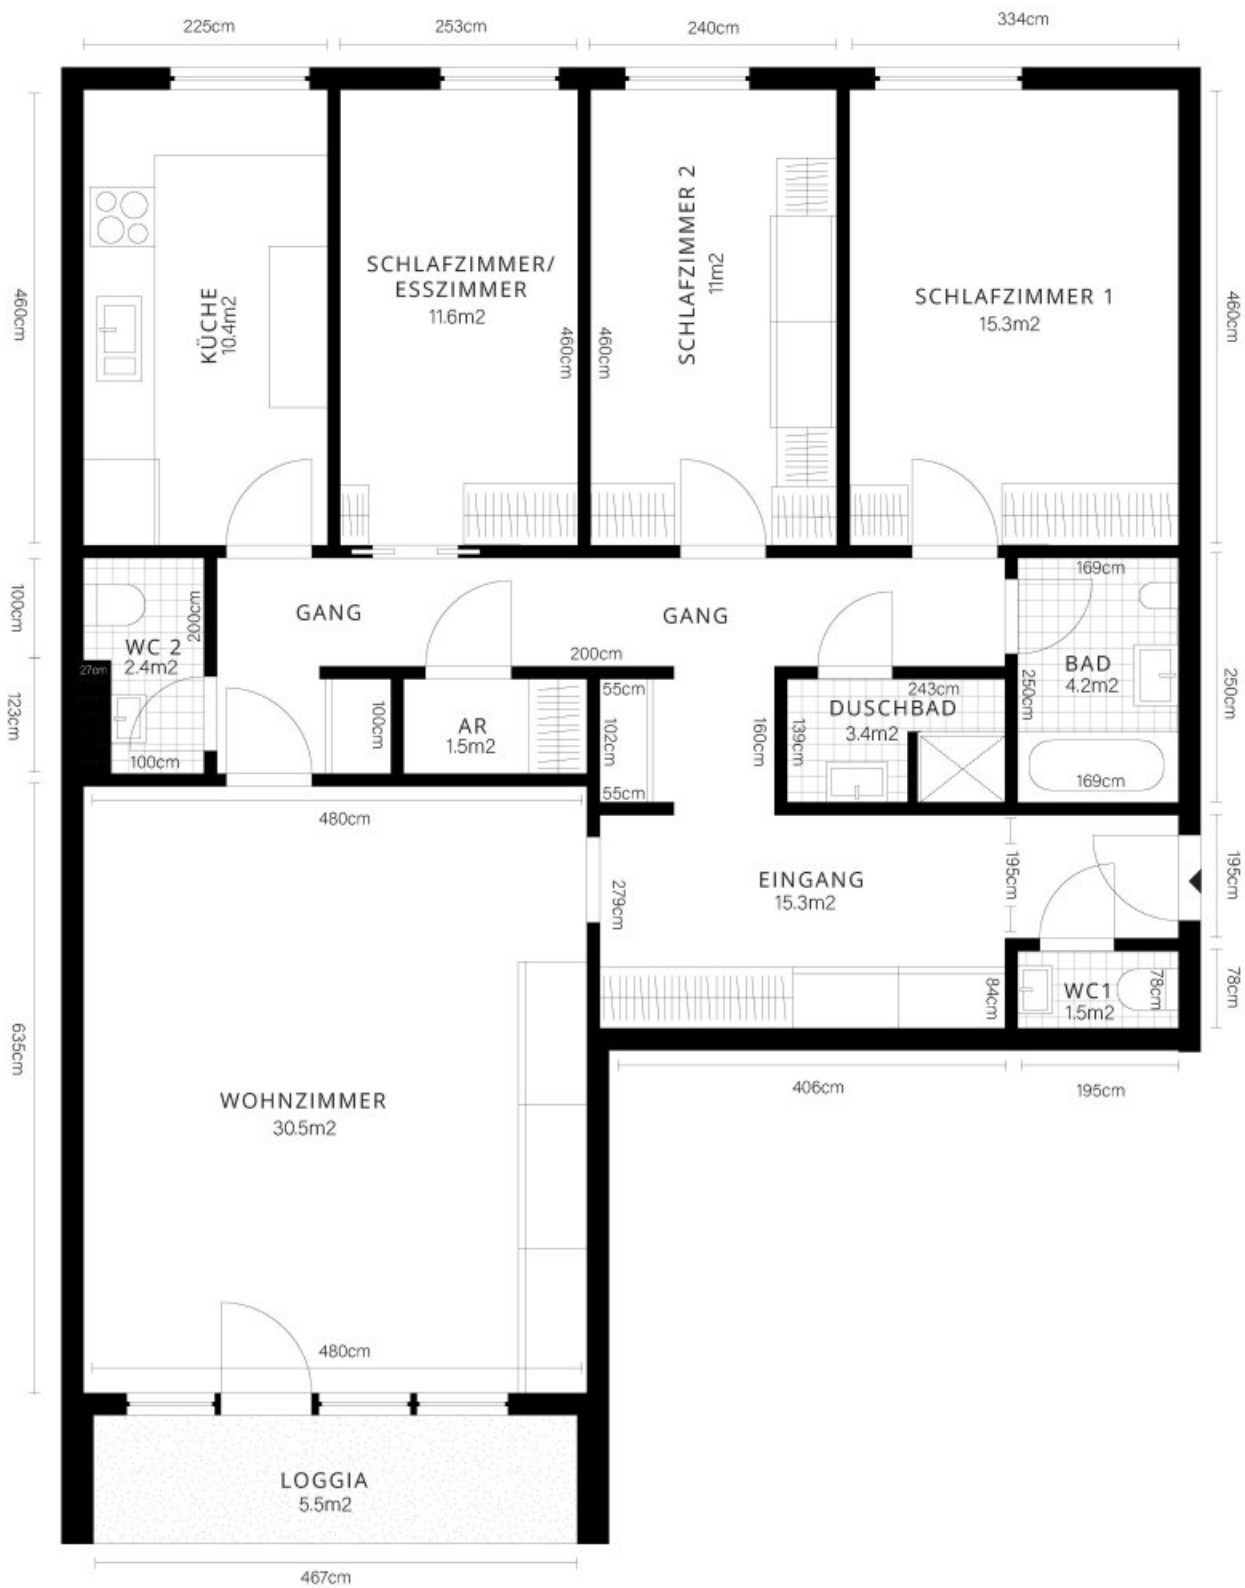 225cm
253cm
240cm
334cm
460cm
KÜCHE
10.4m2
SCHLAFZIMMER/
ESSZIMMER
11.6m2
460cm
460cm
SCHLAFZIMMER 2
11m2
SCHLAFZIMMER 1
15.3m2
460cm
100cm
200cm
WC 2
2.4m2
27cm
123cm
100cm
GANG
GANG
200cm
100cm
AR
1.5m2
55cm
102cm
55cm
160cm
243cm
DUSCHBAD
3.4m2
139cm
169cm
BAD
4.2m2
250cm
169cm
250cm
480cm
279cm
EINGANG
15.3m2
195cm
195cm
84cm
WC1
1.5m2
78cm
78cm
406cm
195cm
635cm
WOHNZIMMER
30.5m2
480cm
LOGGIA
5.5m2
467cm